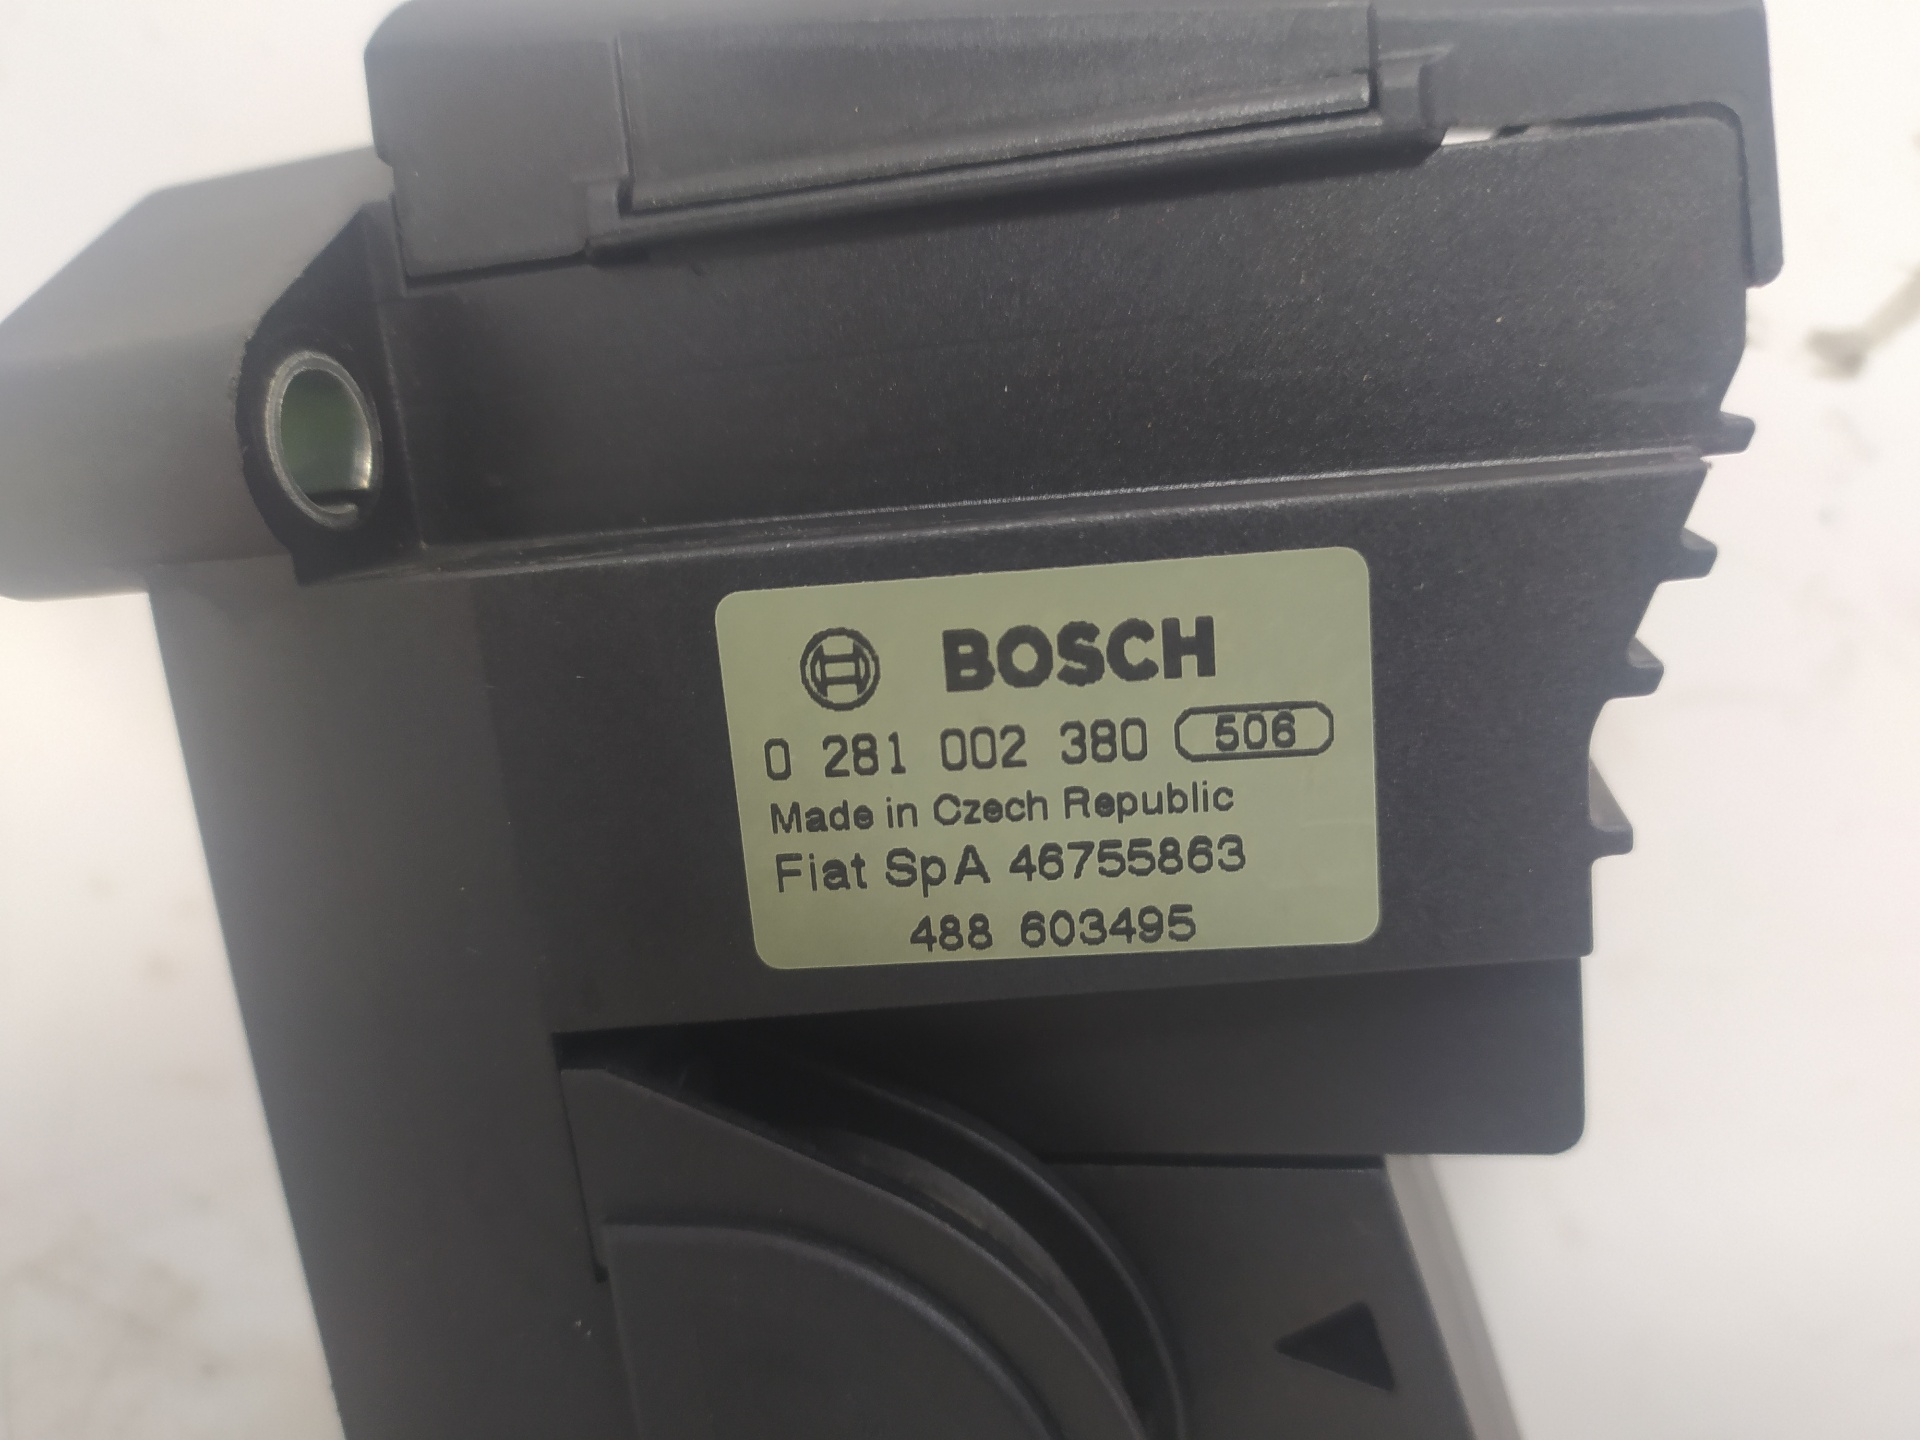 BOSCH
0 281 002 380 506
Made in Czech Republic
Fiat SpA 46755863
488 603495